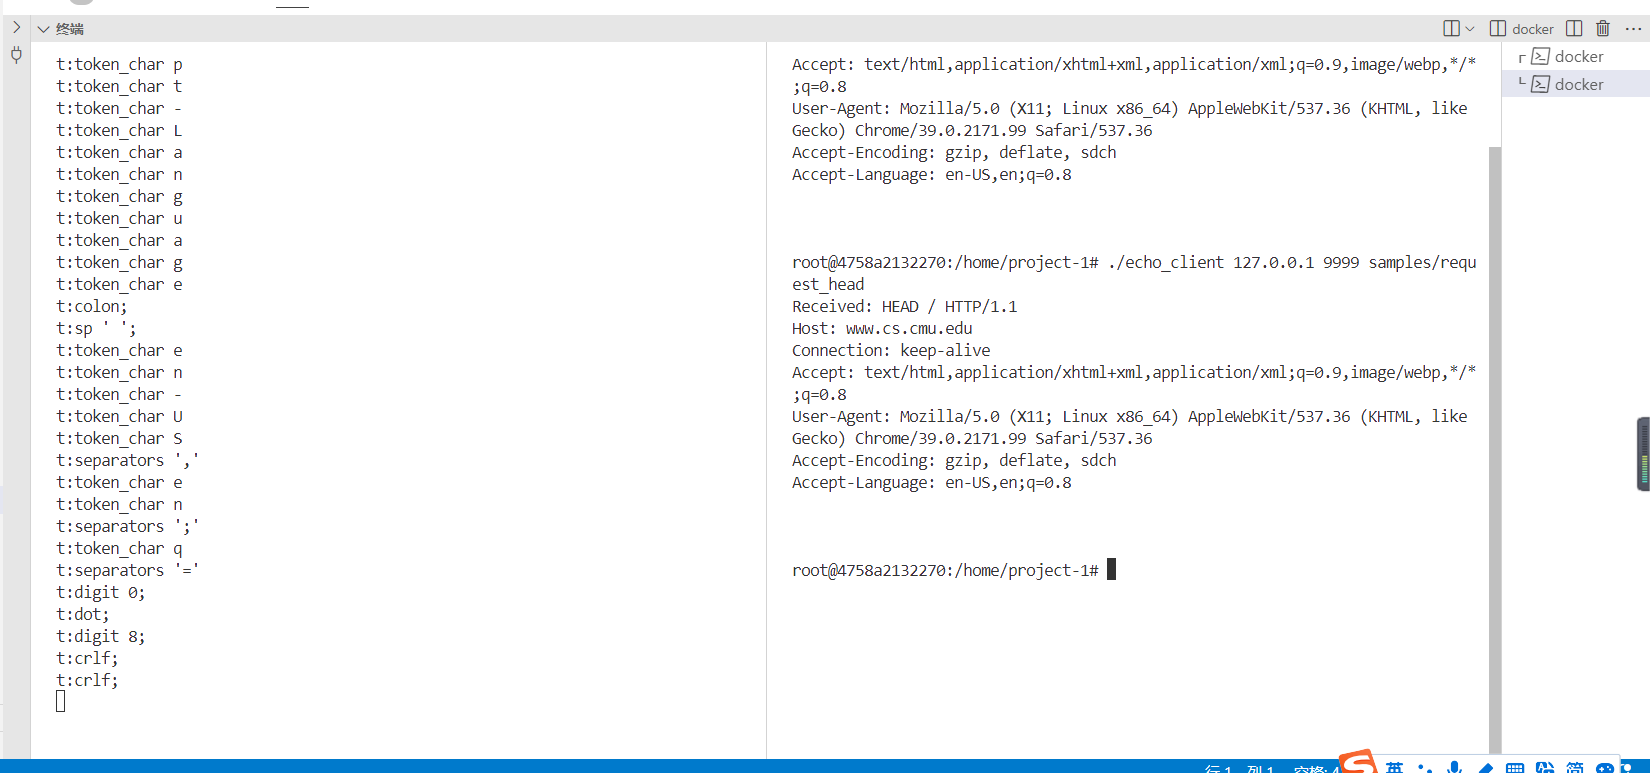 终端
docker
t:token_char p
t:token_char t
t:token_char -
t:token_char L
t:token_char a
t:token_char n
t:token_char g
t:token_char u
t:token_char a
t:token_char g
t:token_char e
t:colon;
t:sp ' ';
t:token_char e
t:token_char n
t:token_char -
t:token_char U
t:token_char S
t:separators ','
t:token_char e
t:token_char n
t:separators ';'
t:token_char q
t:separators '='
t:digit 0;
t:dot;
t:digit 8;
t:crlf;
t:crlf;
Accept: text/html,application/xhtml+xml,application/xml;q=0.9,image/webp,*/*
;q=0.8
User-Agent: Mozilla/5.0 (X11; Linux x86_64) AppleWebKit/537.36 (KHTML, like
Gecko) Chrome/39.0.2171.99 Safari/537.36
Accept-Encoding: gzip, deflate, sdch
Accept-Language: en-US,en;q=0.8
root@4758a2132270:/home/project-1# ./echo_client 127.0.0.1 9999 samples/requ
est_head
Received: HEAD / HTTP/1.1
Host: www.cs.cmu.edu
Connection: keep-alive
Accept: text/html,application/xhtml+xml,application/xml;q=0.9,image/webp,*/*
;q=0.8
User-Agent: Mozilla/5.0 (X11; Linux x86_64) AppleWebKit/537.36 (KHTML, like
Gecko) Chrome/39.0.2171.99 Safari/537.36
Accept-Encoding: gzip, deflate, sdch
Accept-Language: en-US,en;q=0.8
root@4758a2132270:/home/project-1#
docker
docker
行 1, 列 1 空格: 4
英 简